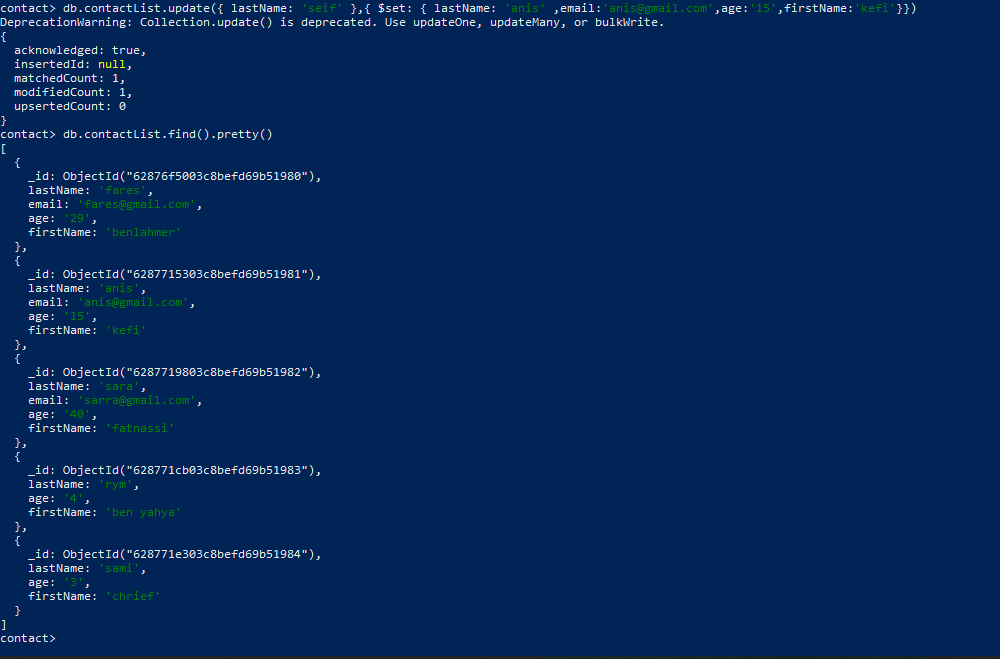 contact> db.contactList.update({ lastName: 'seif' },{ $set: { lastName: 'anis' ,email:'anis@gmail.com',age:'15',firstName:'kefi'}})
DeprecationWarning: Collection.update() is deprecated. Use updateOne, updateMany, or bulkWrite.
{
  acknowledged: true,
  insertedId: null,
  matchedCount: 1,
  modifiedCount: 1,
  upsertedCount: 0
}
contact> db.contactList.find().pretty()
[
  {
    _id: ObjectId("62876f5003c8befd69b51980"),
    lastName: 'fares',
    email: 'fares@gmail.com',
    age: '29',
    firstName: 'benlahmer'
  },
  {
    _id: ObjectId("6287715303c8befd69b51981"),
    lastName: 'anis',
    email: 'anis@gmail.com',
    age: '15',
    firstName: 'kefi'
  },
  {
    _id: ObjectId("6287719803c8befd69b51982"),
    lastName: 'sara',
    email: 'sarra@gmail.com',
    age: '40',
    firstName: 'fatnassi'
  },
  {
    _id: ObjectId("628771cb03c8befd69b51983"),
    lastName: 'rym',
    age: '4',
    firstName: 'ben yahya'
  },
  {
    _id: ObjectId("628771e303c8befd69b51984"),
    lastName: 'sami',
    age: '3',
    firstName: 'chrief'
  }
]
contact>